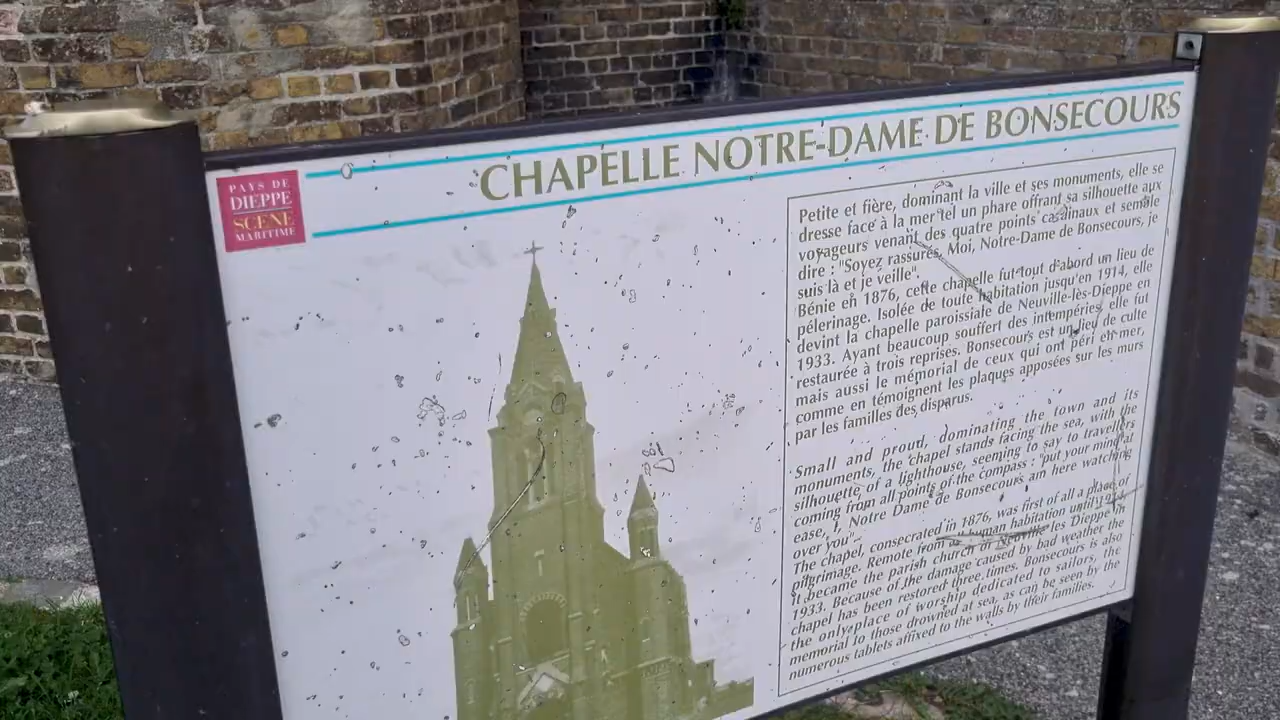 CHAPELLE NOTRE-DAME DE BONSECOURS
PAYS DE
DIEPPE
SCENE
MARITIME
Petite et fière, dominant la ville et ses monuments, elle se
dresse face à la mer tel un phare offrant sa silhouette aux
voyageurs venant des quatre points cardinaux et semble
dire : "Soyez rassurés. Moi, Notre-Dame de Bonsecours, je
suis là et je veille".
Bénie en 1876, cette chapelle fut tout d'abord un lieu de
pélerinage. Isolée de toute habitation jusqu'en 1914, elle
devint la chapelle paroissiale de Neuville-lès-Dieppe en
1933. Ayant beaucoup souffert des intempéries, elle fut
restaurée à trois reprises. Bonsecours est un lieu de culte
mais aussi le mémorial de ceux qui ont péri en mer,
comme en témoignent les plaques apposées sur les murs
par les familles des disparus.
Small and proud, dominating the town and its
monuments, the chapel stands facing the sea, with the
silhouette of a lighthouse, seeming to say to travellers
coming from all points of the compass : "put your mind at
ease, I, Notre Dame de Bonsecours am here watching
over you".
The chapel, consecrated in 1876, was first of all a place of
pilgrimage. Remote from human habitation until
it became the parish church of Neuville les Dieppe in
1933. Because of the damage caused by bad weather the
chapel has been restored three times. Bonsecours is also
the only place of worship dedicated to sailors, the
memorial to those drowned at sea, as can be seen by the
numerous tablets affixed to the walls by their families.